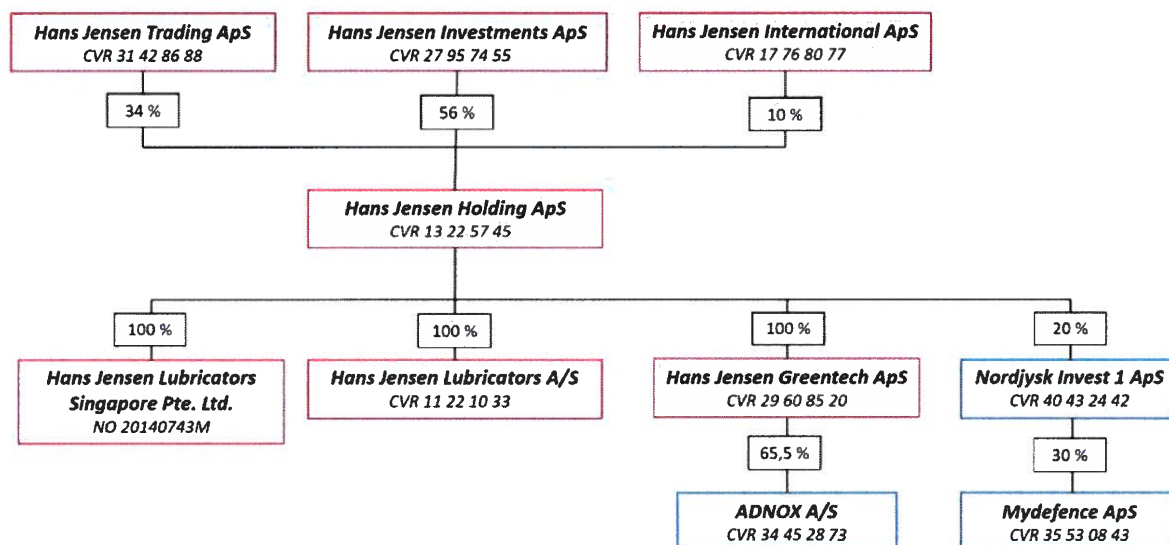 Hans Jensen Trading ApS
CVR 31 42 86 88
Hans Jensen Investments ApS
CVR 27 95 74 55
Hans Jensen International ApS
CVR 17 76 80 77
34 %
56 %
10 %
Hans Jensen Holding ApS
CVR 13 22 57 45
100 %
100 %
100 %
20 %
Hans Jensen Lubricators
Singapore Pte. Ltd.
NO 20140743M
Hans Jensen Lubricators A/S
CVR 11 22 10 33
Hans Jensen Greentech ApS
CVR 29 60 85 20
Nordjysk Invest 1 ApS
CVR 40 43 24 42
65,5 %
30 %
ADNOX A/S
CVR 34 45 28 73
Mydefence ApS
CVR 35 53 08 43